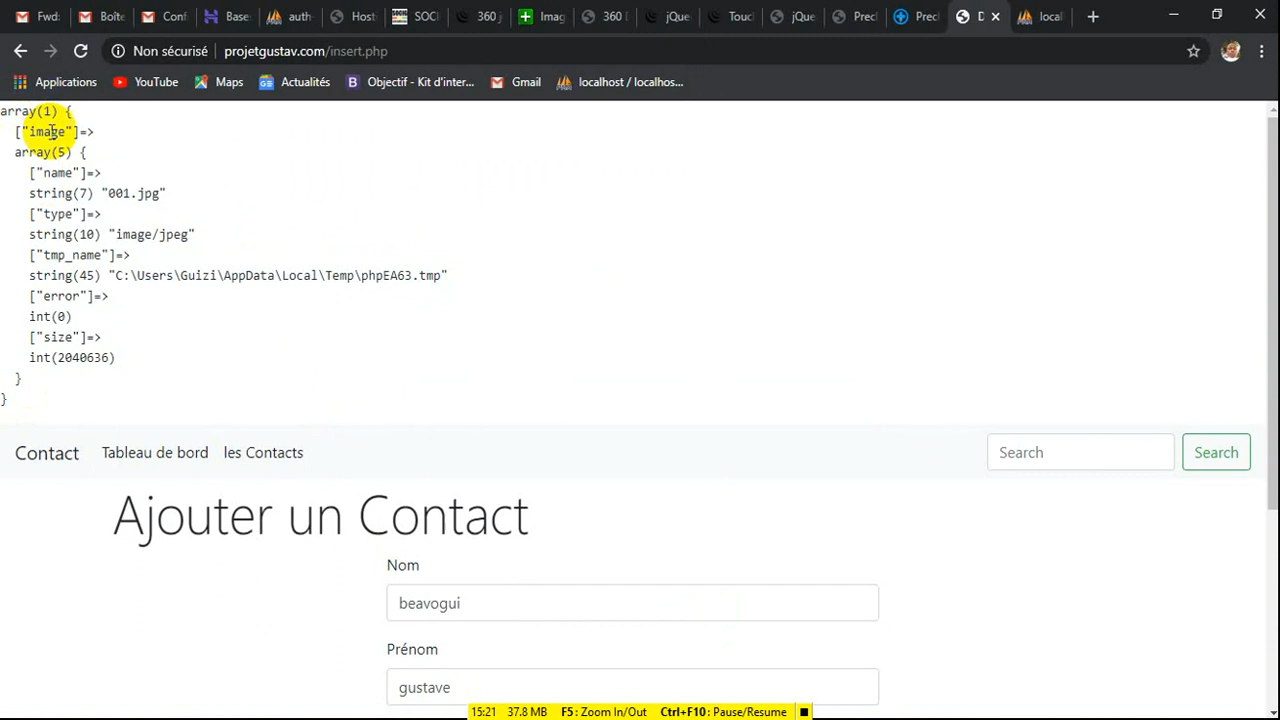 Fwd:
Boîte
Conf
Base:
auth-
Host
SOCI
360 j
Imag
360 I
jQue
Touc
jQue
Prec
Prec
D
local
Non sécurisé
projetgustav.com/insert.php
Applications
YouTube
Maps
Actualités
Objectif - Kit d'inter...
Gmail
localhost / localhos...
array(1) {
["image"]=>
array(5) {
["name"]=>
string(7) "001.jpg"
["type"]=>
string(10) "image/jpeg"
["tmp_name"]=>
string(45) "C:\Users\Guizi\AppData\Local\Temp\phpEA63.tmp"
["error"]=>
int(0)
["size"]=>
int(2040636)
}
}
Contact
Tableau de bord
les Contacts
Search
Search
Ajouter un Contact
Nom
beavogui
Prénom
gustave
15:21 37.8 MB F5: Zoom In/Out Ctrl+F10: Pause/Resume